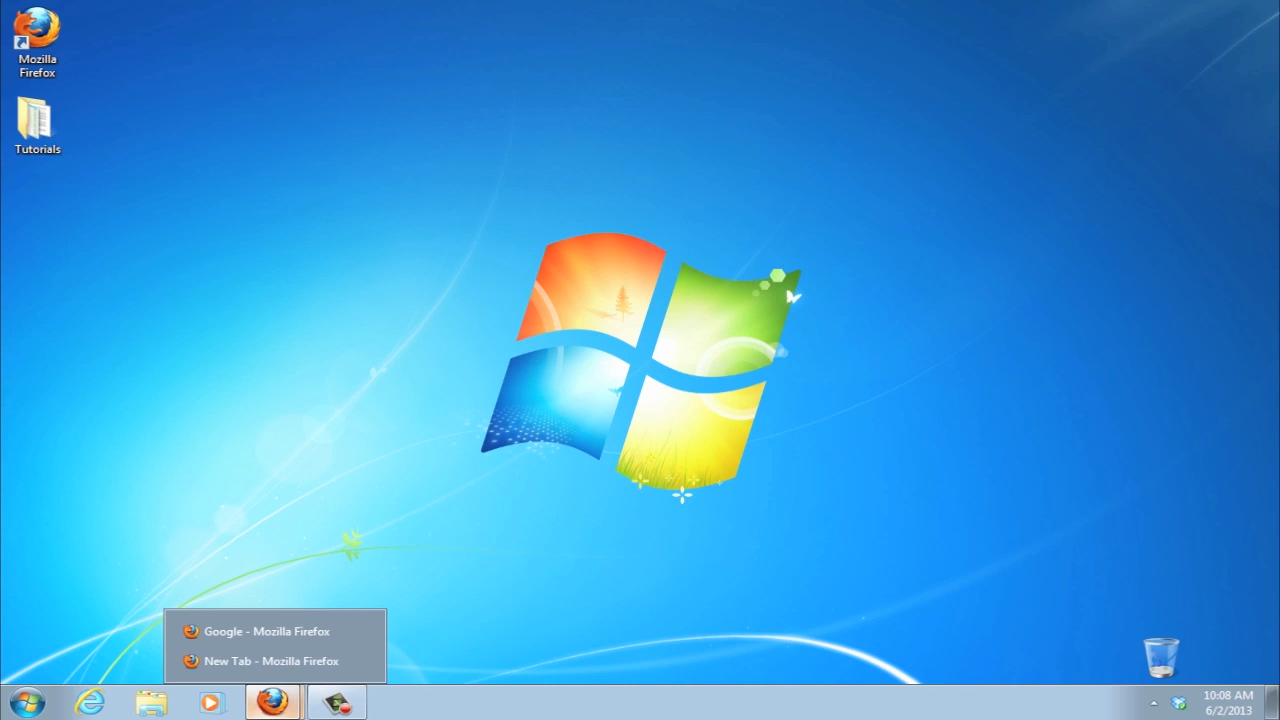 Mozilla
Firefox
Tutorials
Google - Mozilla Firefox
New Tab - Mozilla Firefox
10:08 AM
6/2/2013